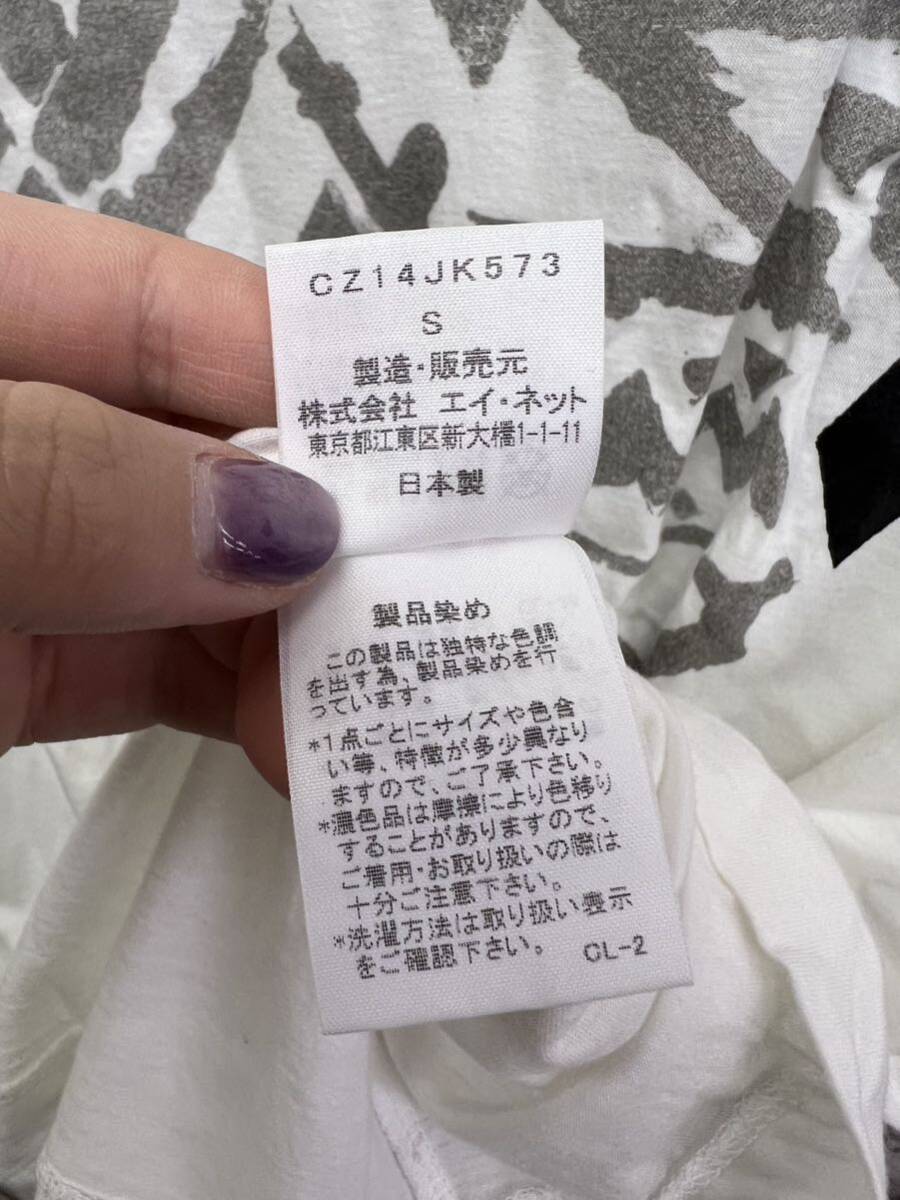 CZ14JK573
S
製造・販売元
株式会社 エイ・ネット
東京都江東区新大橋1-1-11
日本製
製品染め
この製品は独特な色調
を出す為、製品染めを行
っています。
*1点ごとにサイズや色合
い等、特徴が多少異なり
ますので、ご了承下さい。
*濃色品は摩擦により色移り
することがありますので、
ご着用・お取り扱いの際は
十分ご注意下さい。
*洗濯方法は取り扱い表示
をご確認下さい。 CL-2